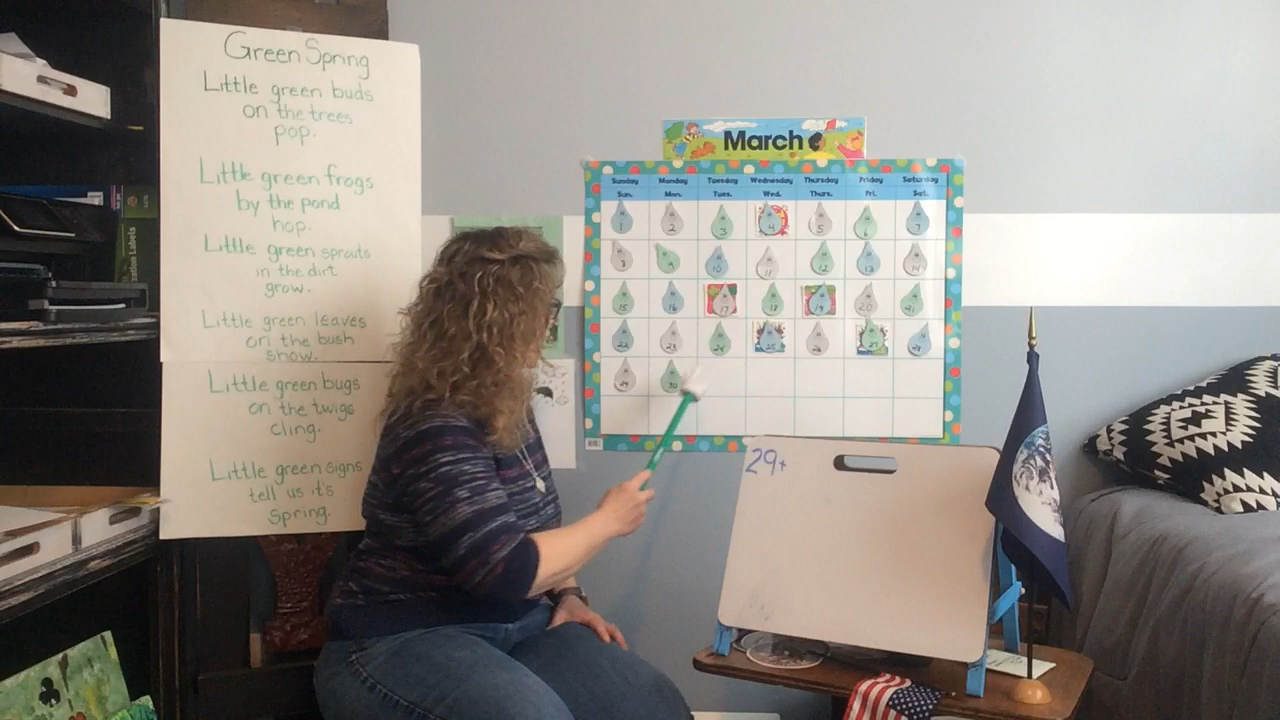 Green Spring
Little green buds
on the trees
pop.
Little green frogs
by the pond
hop.
Little green sprouts
in the dirt
grow.
Little green leaves
on the bush
show.
Little green bugs
on the twigs
cling.
Little green signs
tell us it's
spring.
March
Sunday Monday Tuesday Wednesday Thursday Friday Saturday
Sun. Mon. Tues. Wed. Thurs. Fri. Sat.
1 2 3 4 5 6 7
8 9 10 11 12 13 14
15 16 17 18 19 20 21
22 23 24 25 26 27 28
29 30
29+